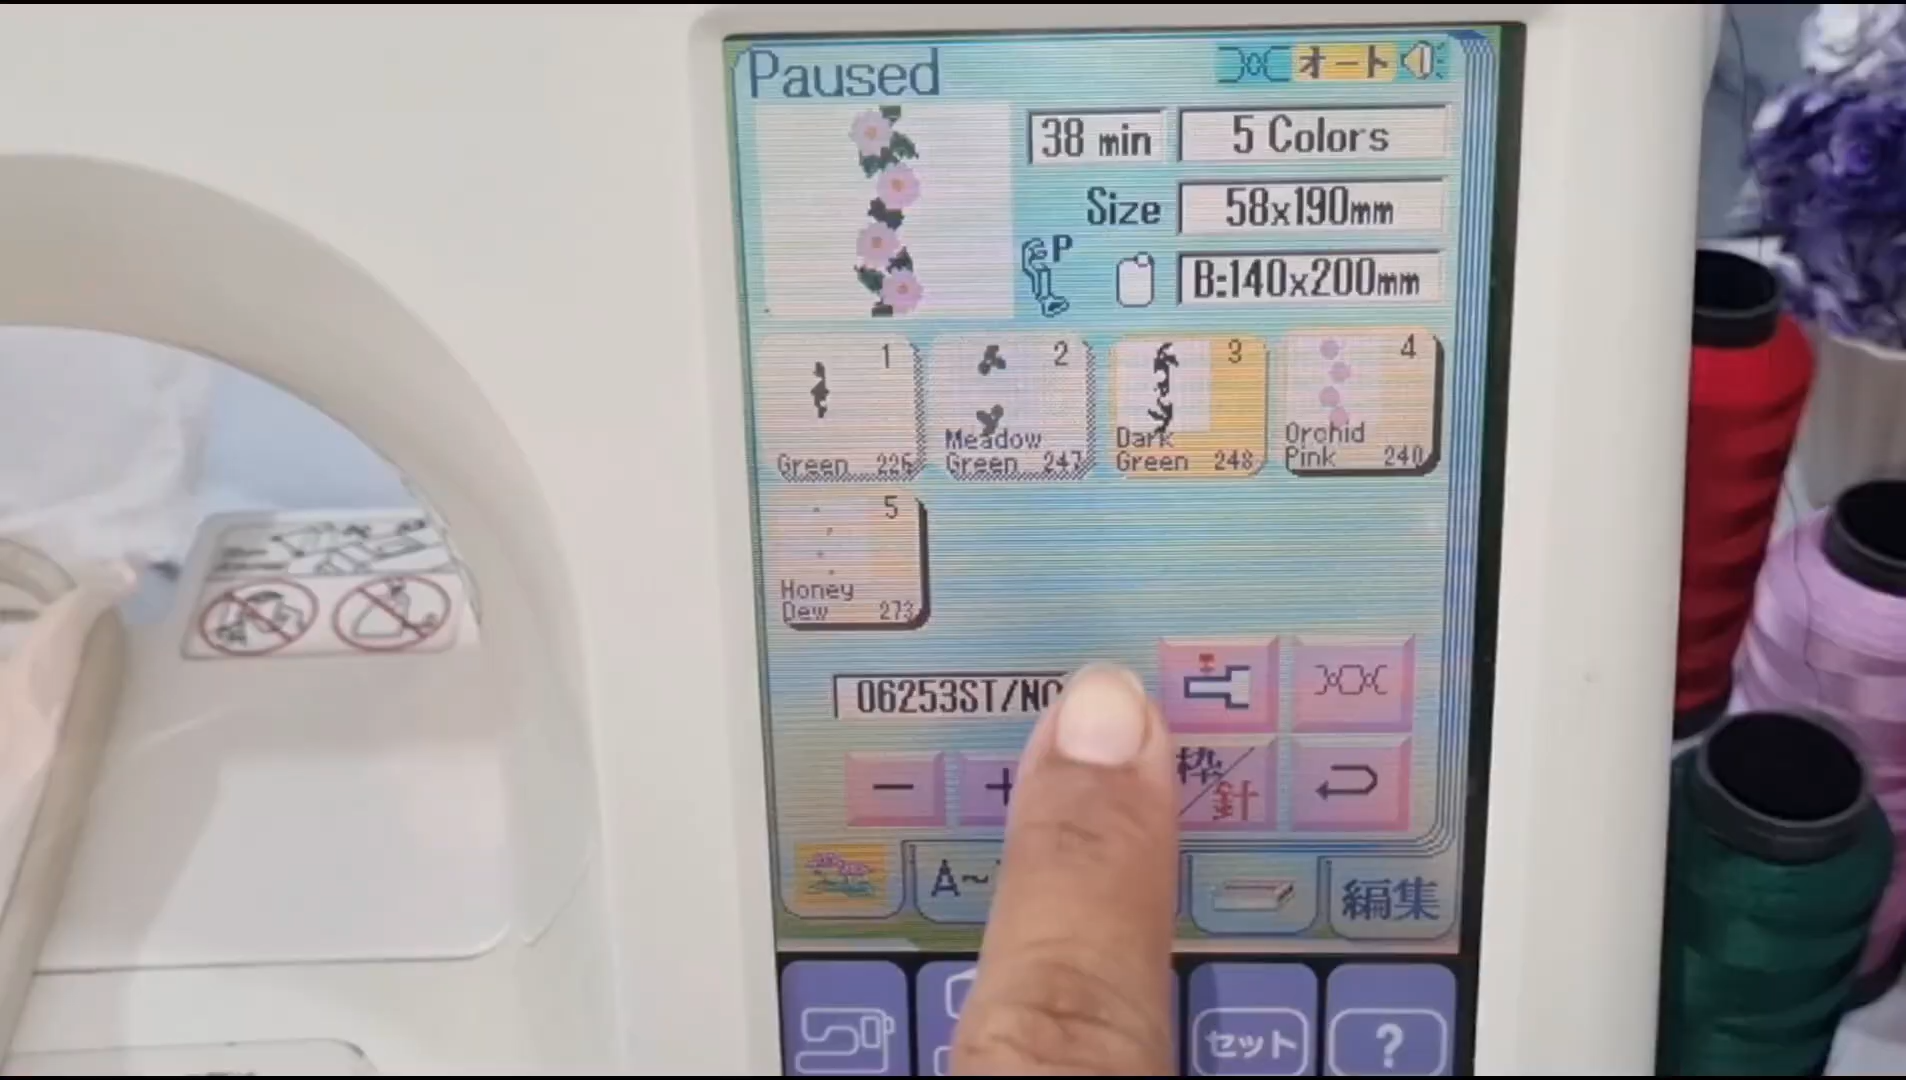 Paused オート
38 min 5 Colors
Size 58x190mm
P B:140x200mm
1 2 3 4
Green 226
Meadow
Green 247
Dark
Green 248
Orchid
Pink 240
5
Honey
Dew 273
06253ST/
− +
枠/針
A~
編集
セット ?